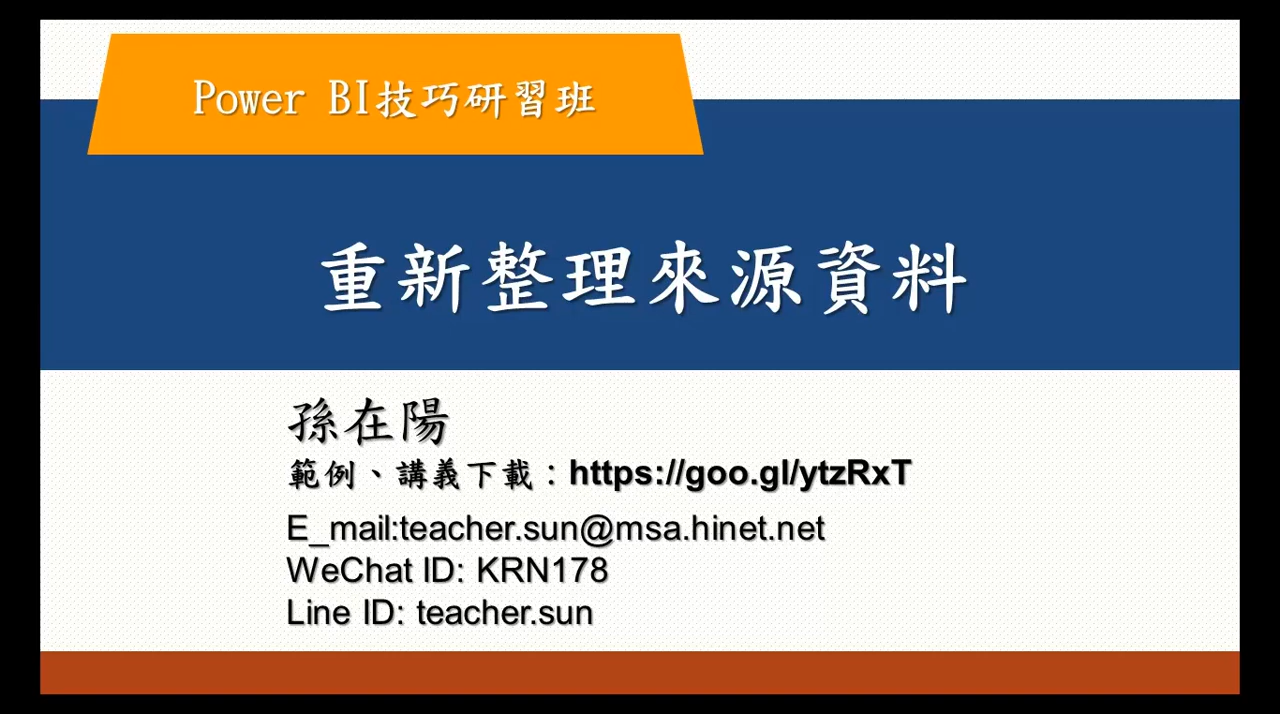 Power BI技巧研習班
重新整理來源資料
孫在陽
範例、講義下載：https://goo.gl/ytzRxT
E_mail:teacher.sun@msa.hinet.net
WeChat ID: KRN178
Line ID: teacher.sun